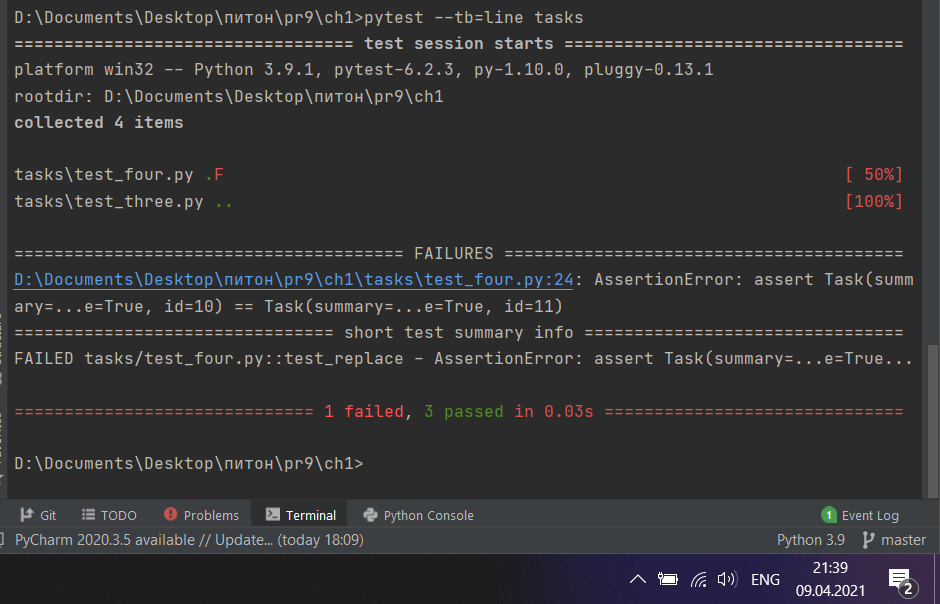 D:\Documents\Desktop\питон\pr9\ch1>pytest --tb=line tasks
================================== test session starts ==================================
platform win32 -- Python 3.9.1, pytest-6.2.3, py-1.10.0, pluggy-0.13.1
rootdir: D:\Documents\Desktop\питон\pr9\ch1
collected 4 items
tasks\test_four.py .F [ 50%]
tasks\test_three.py .. [100%]
======================================= FAILURES ========================================
D:\Documents\Desktop\питон\pr9\ch1\tasks\test_four.py:24: AssertionError: assert Task(summ
ary=...e=True, id=10) == Task(summary=...e=True, id=11)
================================ short test summary info ================================
FAILED tasks/test_four.py::test_replace - AssertionError: assert Task(summary=...e=True...
============================== 1 failed, 3 passed in 0.03s ==============================
D:\Documents\Desktop\питон\pr9\ch1>
Git TODO Problems Terminal Python Console 1 Event Log
PyCharm 2020.3.5 available // Update... (today 18:09) Python 3.9 master
ENG 21:39
09.04.2021 2